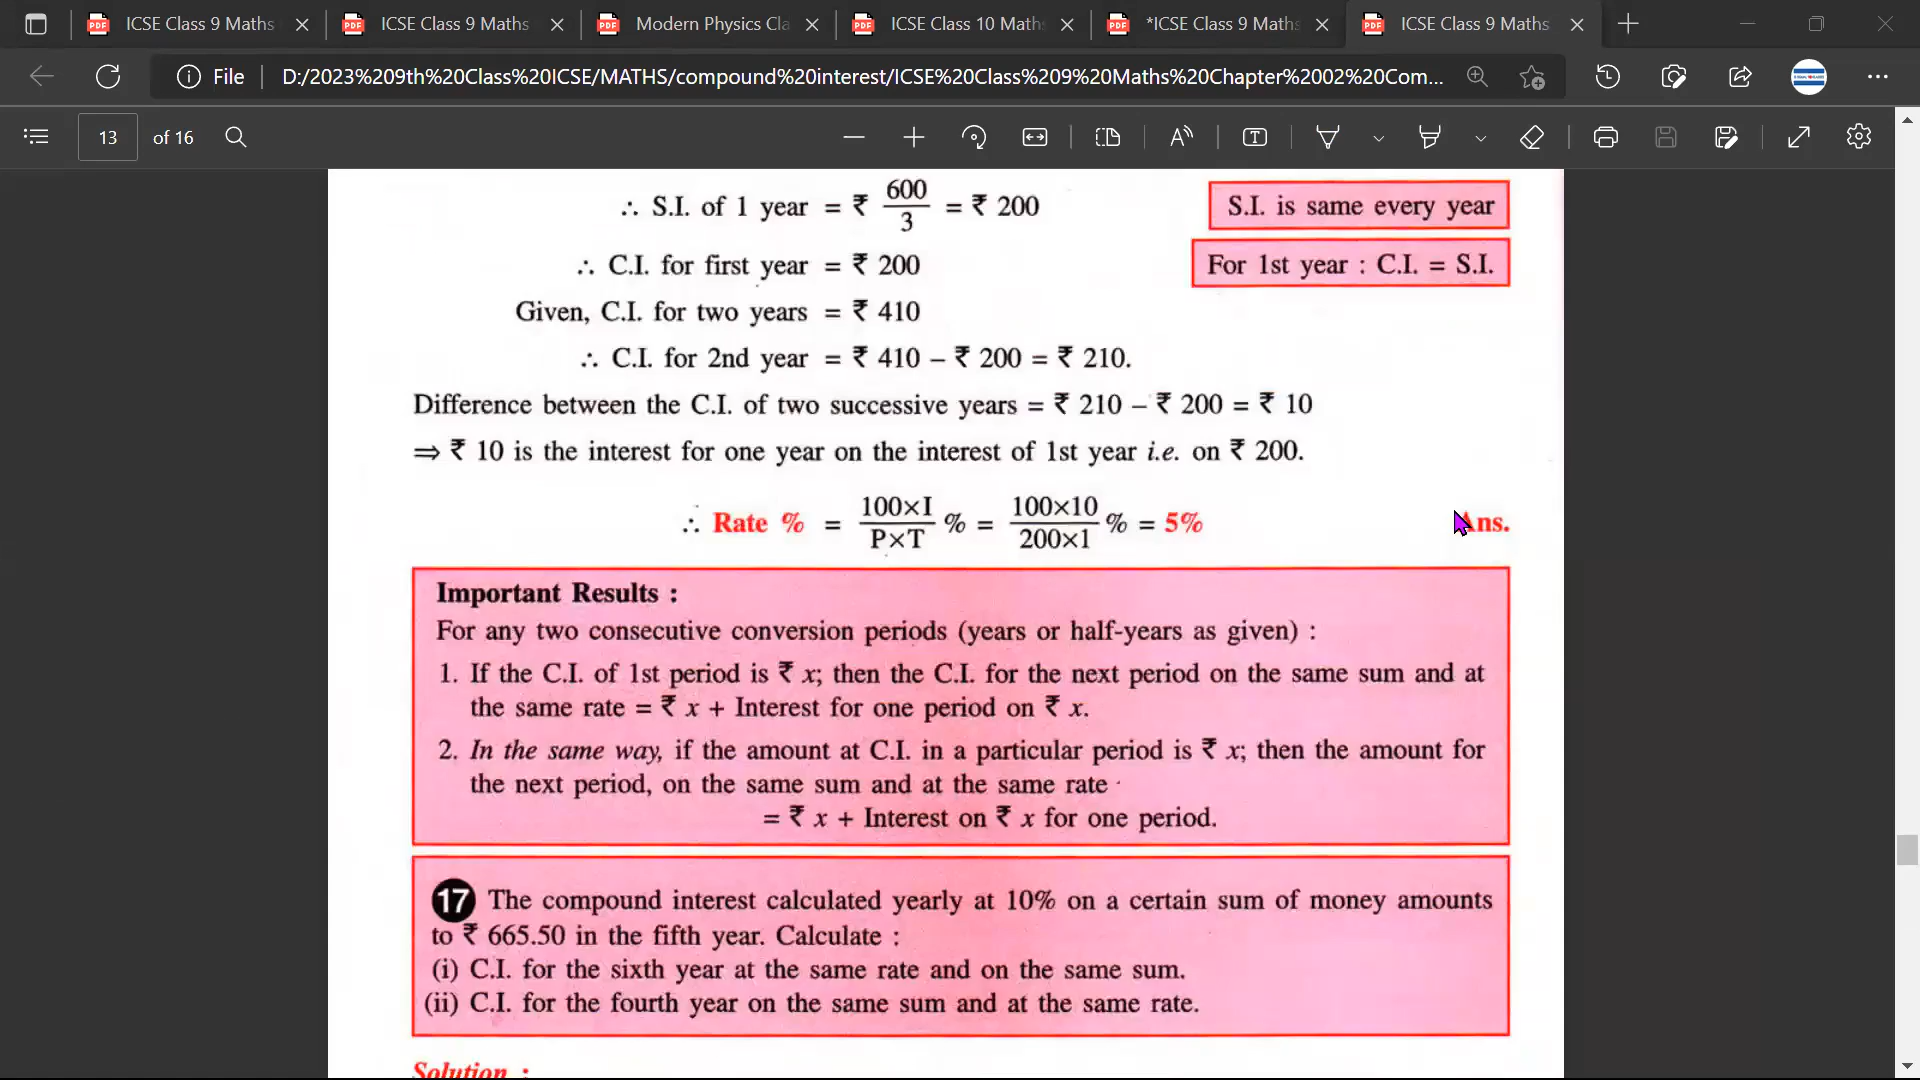 ICSE Class 9 Maths
ICSE Class 9 Maths
Modern Physics Cla
ICSE Class 10 Maths
*ICSE Class 9 Maths
ICSE Class 9 Maths
File
D:/2023%209th%20Class%20ICSE/MATHS/compound%20interest/ICSE%20Class%209%20Maths%20Chapter%2002%20Com...
13 of 16
∴ S.I. of 1 year = ₹ 600/3 = ₹ 200
S.I. is same every year
∴ C.I. for first year = ₹ 200
For 1st year : C.I. = S.I.
Given, C.I. for two years = ₹ 410
∴ C.I. for 2nd year = ₹ 410 – ₹ 200 = ₹ 210.
Difference between the C.I. of two successive years = ₹ 210 – ₹ 200 = ₹ 10
⇒ ₹ 10 is the interest for one year on the interest of 1st year i.e. on ₹ 200.
∴ Rate % = 100×I/P×T % = 100×10/200×1 % = 5% Ans.
Important Results :
For any two consecutive conversion periods (years or half-years as given) :
1. If the C.I. of 1st period is ₹ x; then the C.I. for the next period on the same sum and at
the same rate = ₹ x + Interest for one period on ₹ x.
2. In the same way, if the amount at C.I. in a particular period is ₹ x; then the amount for
the next period, on the same sum and at the same rate
= ₹ x + Interest on ₹ x for one period.
17 The compound interest calculated yearly at 10% on a certain sum of money amounts
to ₹ 665.50 in the fifth year. Calculate :
(i) C.I. for the sixth year at the same rate and on the same sum.
(ii) C.I. for the fourth year on the same sum and at the same rate.
Solution :